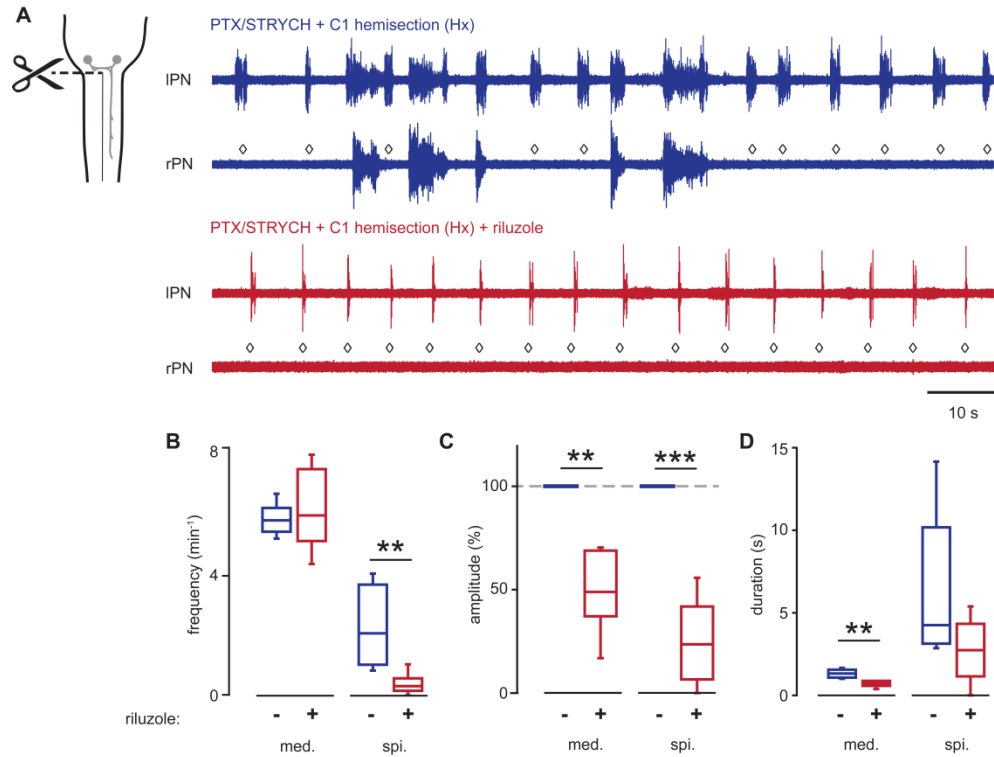 A
PTX/STRYCH + C1 hemisection (Hx)
lPN
rPN
PTX/STRYCH + C1 hemisection (Hx) + riluzole
lPN
rPN
10 s
B
frequency (min⁻¹)
8
4
0
**
riluzole:
- + - +
med. spi.
C
amplitude (%)
100
50
0
** ***
- + - +
med. spi.
D
duration (s)
15
10
5
0
**
- + - +
med. spi.